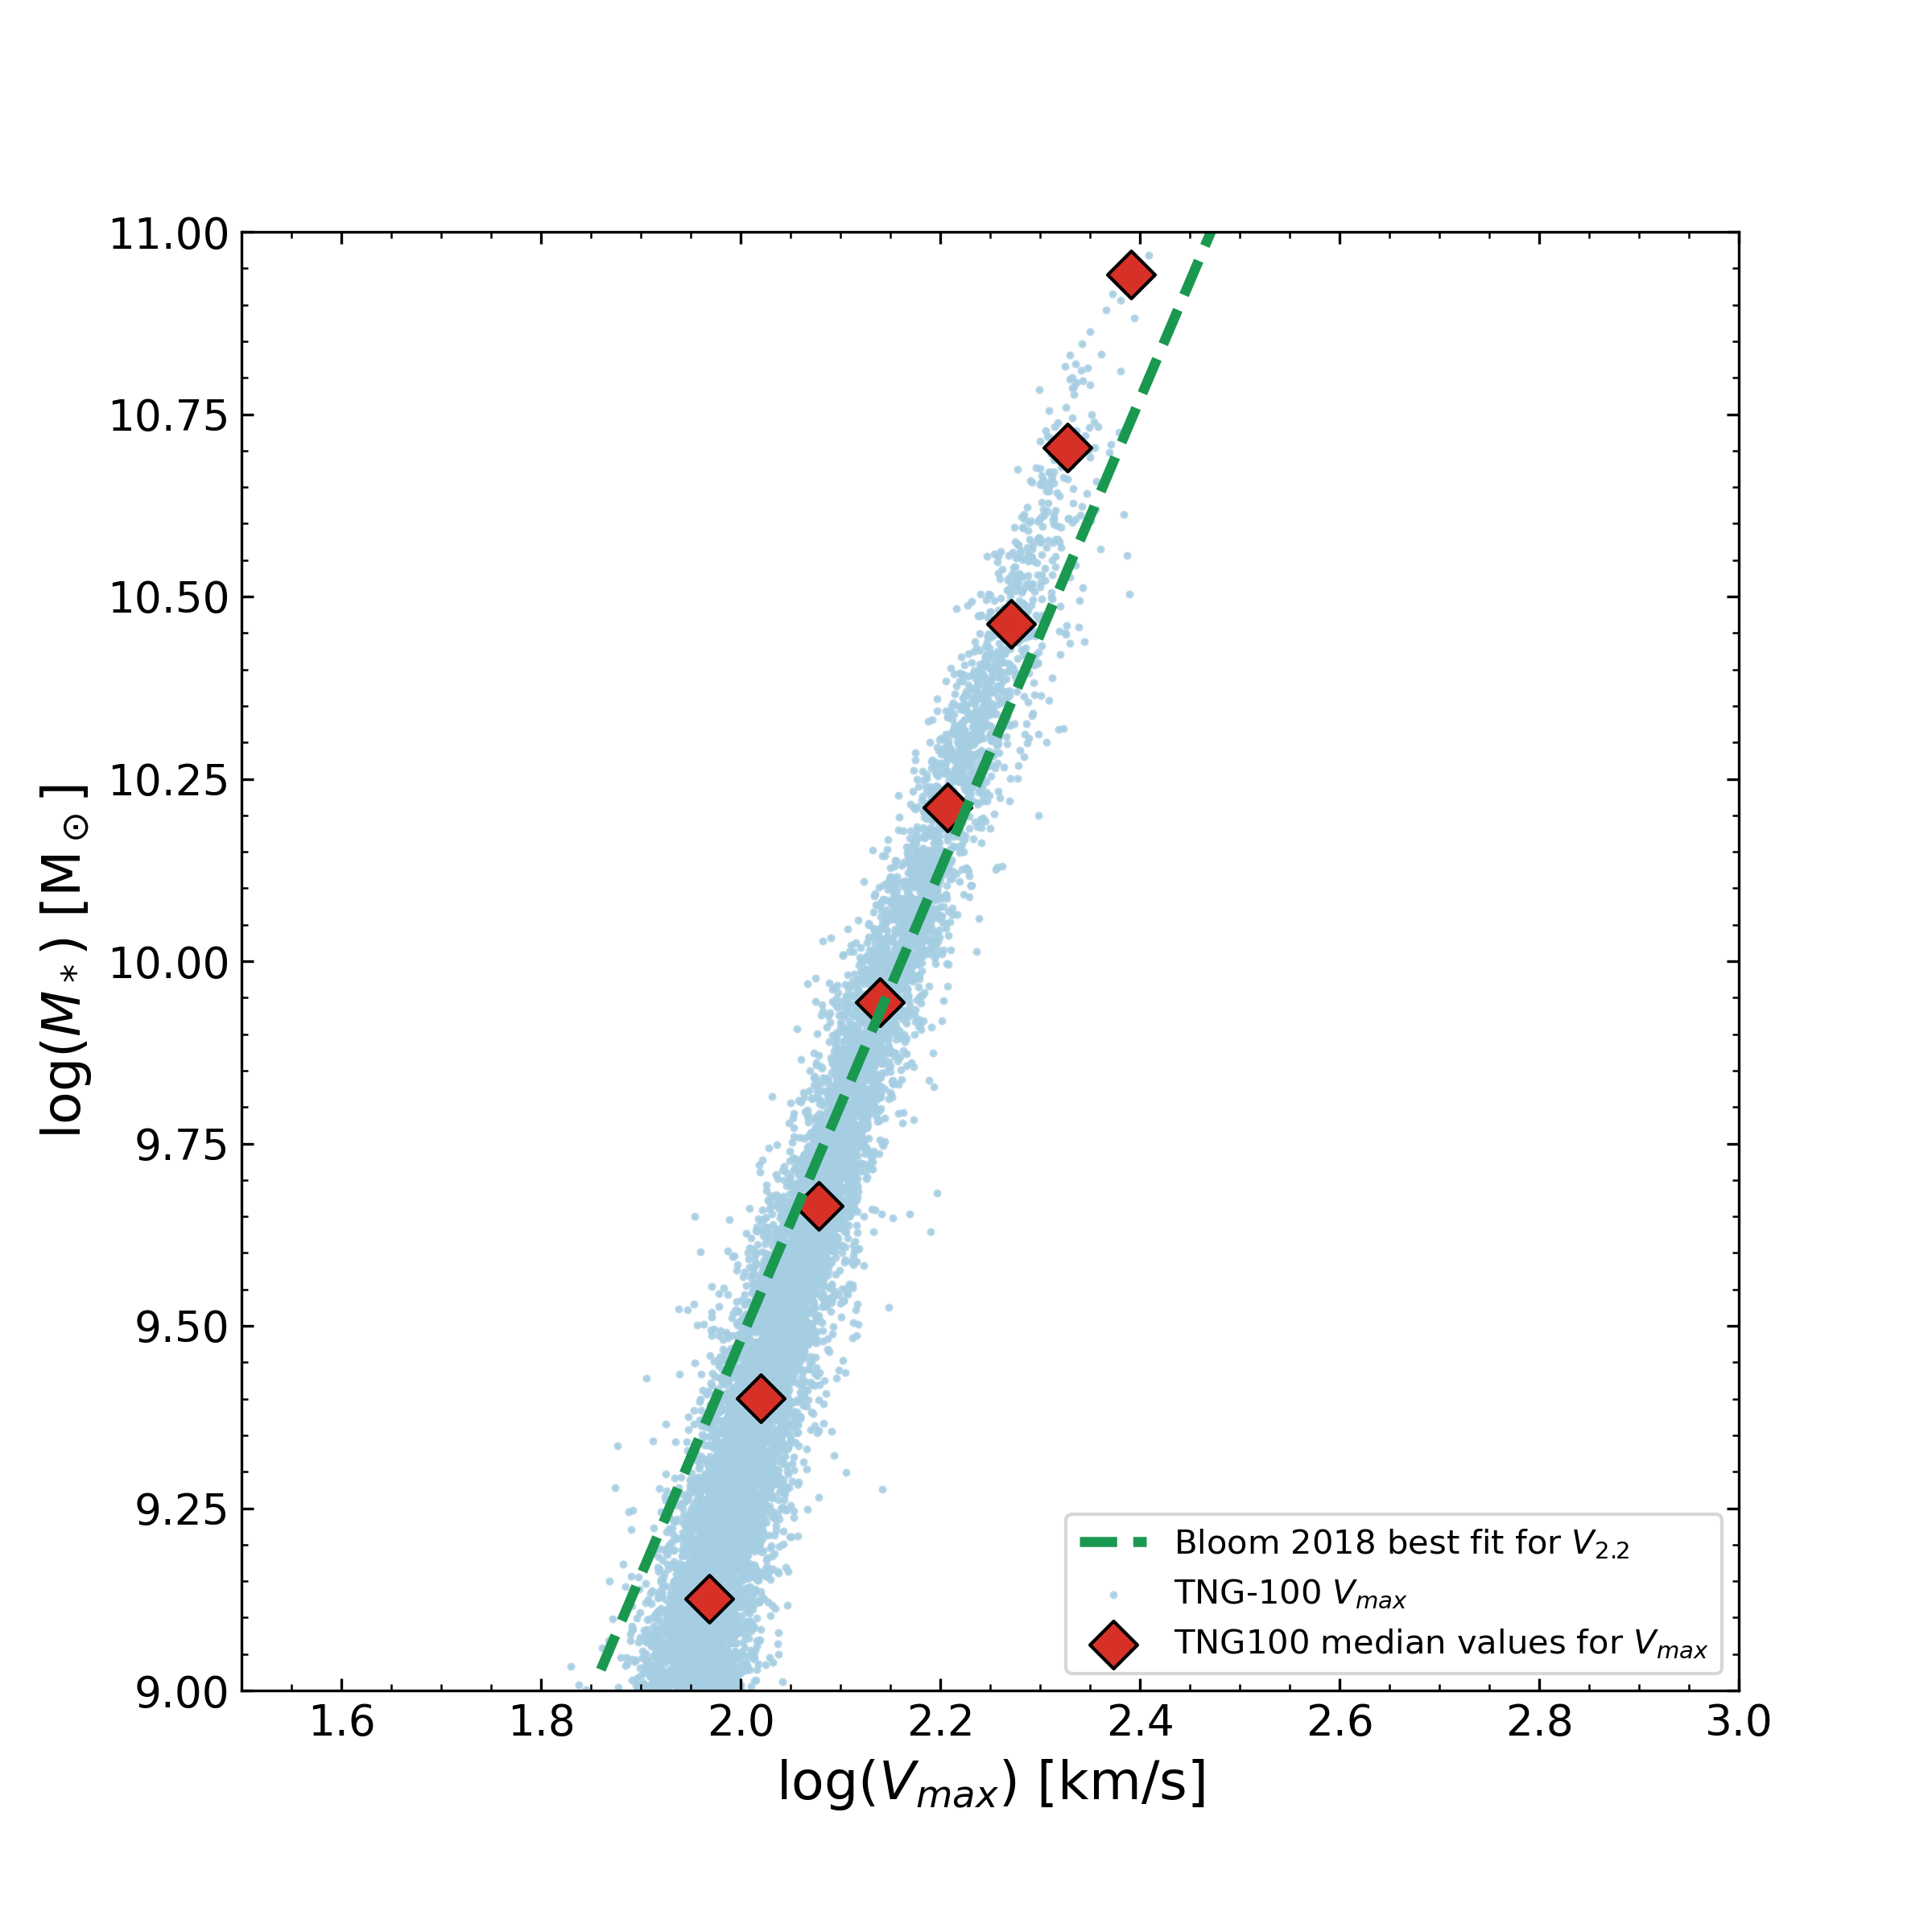 11.00
10.75
10.50
10.25
10.00
9.75
9.50
9.25
9.00
log(M*) [M⊙]
1.6 1.8 2.0 2.2 2.4 2.6 2.8 3.0
log(Vmax) [km/s]
Bloom 2018 best fit for V2.2
TNG-100 Vmax
TNG100 median values for Vmax